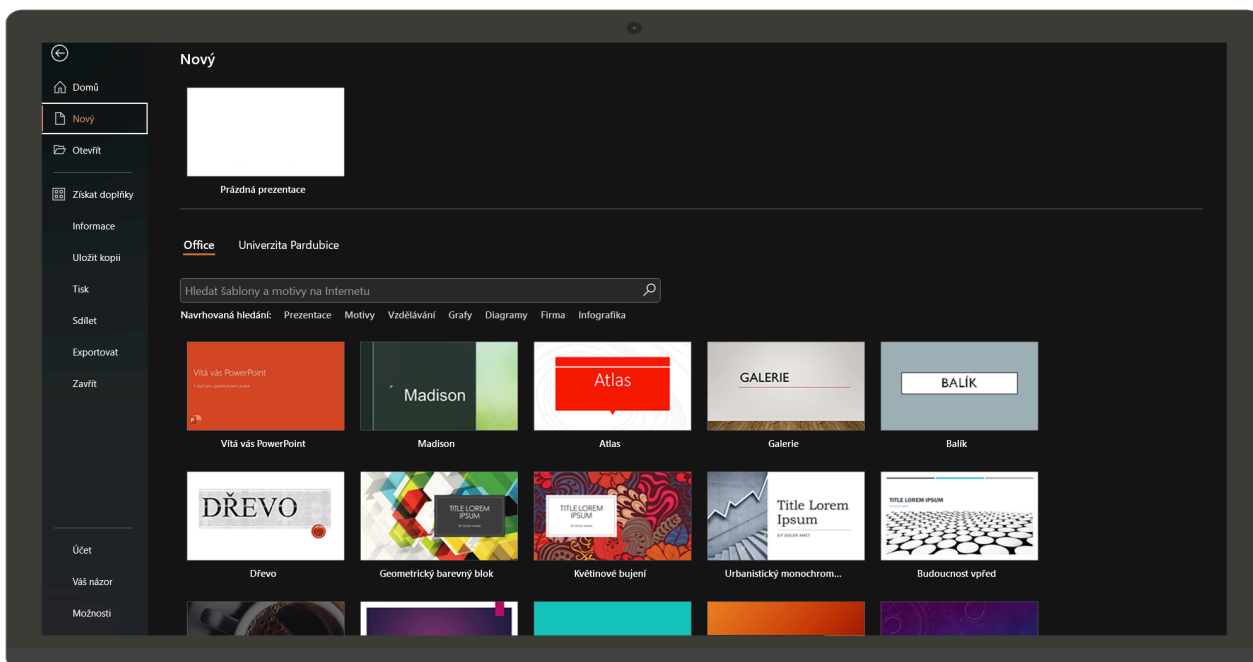 Nový
Domů
Nový
Otevřít
Získat doplňky
Informace
Uložit kopii
Tisk
Sdílet
Exportovat
Zavřít
Účet
Váš názor
Možnosti
Prázdná prezentace
Office Univerzita Pardubice
Hledat šablony a motivy na Internetu
Navrhovaná hledání: Prezentace Motivy Vzdělávání Grafy Diagramy Firma Infografika
Vítá vás PowerPoint
Madison
Atlas
GALERIE
BALÍK
Vítá vás PowerPoint
Madison
Atlas
Galerie
Balík
DŘEVO
TITLE LOREM
IPSUM
TITLE LOREM
IPSUM
Title Lorem
Ipsum
SIT DOLOR AMET
TITLE LOREM IPSUM
Dřevo
Geometrický barevný blok
Květinové bujení
Urbanistický monochrom...
Budoucnost vpřed